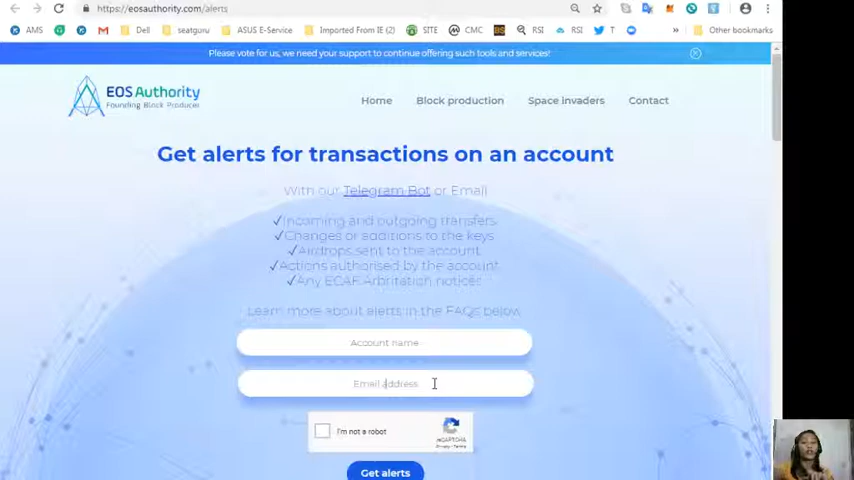 https://eosauthority.com/alerts
AMS
Dell
seatguru
ASUS E-Service
Imported From IE (2)
SITE
CMC
BS
RSI
RSI
T
»
Other bookmarks
Please vote for us, we need your support to continue offering such tools and services!
EOS Authority
Founding Block Producer
Home
Block production
Space invaders
Contact
Get alerts for transactions on an account
With our Telegram Bot or Email
✓Incoming and outgoing transfers
✓Changes or additions to the keys
✓Airdrops sent to the account
✓Actions authorised by the account
✓Any ECAF Arbritation notices
Learn more about alerts in the FAQs below
Account name
Email address
I'm not a robot
reCAPTCHA
Privacy - Terms
Get alerts